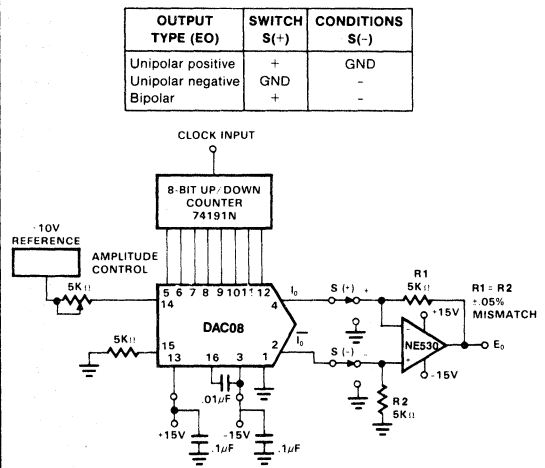 OUTPUT TYPE (EO) SWITCH S(+) CONDITIONS S(-)
Unipolar positive + GND
Unipolar negative GND -
Bipolar + -
CLOCK INPUT
8-BIT UP/DOWN
COUNTER
74191N
-10V
REFERENCE
AMPLITUDE
CONTROL
5KΩ
5 6 7 8 9 10 11 12
14
4
DAC08
I₀
S (+) +
R1
5KΩ
R1 = R2
±.05%
MISMATCH
+15V
NE530
E₀
-15V
5KΩ
15
2
I₀
S (-) -
R2
5KΩ
13 16 3 1
.01µF
+15V
-15V
.1µF
.1µF